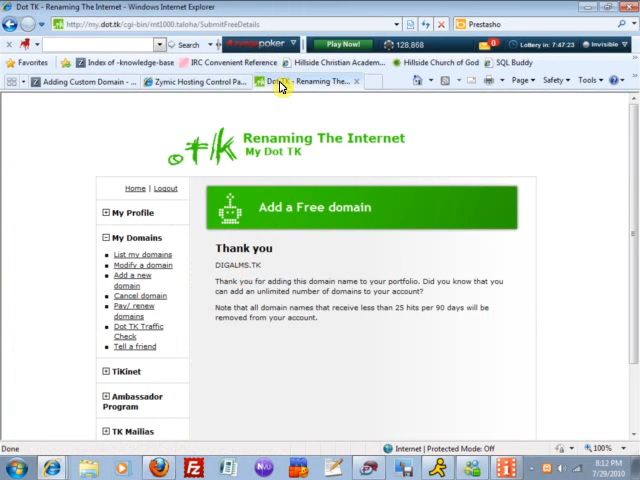 Dot TK - Renaming The Internet - Windows Internet Explorer
http://my.dot.tk/cgi-bin/mt1000.taloha/SubmitFreeDetails
Prestasho
Search
poker
Play Now!
128,868
0
Lottery in: 7:47:23
Invisible
Favorites
Index -knowledge-base
IRC Convenient Reference
Hillside Christian Academ...
Hillside Church of God
SQL Buddy
Adding Custom Domain - ...
Zymic Hosting Control Pa...
Dot TK - Renaming The...
Page
Safety
Tools
.tk
Renaming The Internet
My Dot TK
Home | Logout
My Profile
My Domains
List my domains
Modify a domain
Add a new
domain
Cancel domain
Pay/ renew
domains
Dot TK Traffic
Check
Tell a friend
TiKinet
Ambassador
Program
TK Mailias
Add a Free domain
Thank you
DIGALMS.TK
Thank you for adding this domain name to your portfolio. Did you know that you
can add an unlimited number of domains to your account?
Note that all domain names that receive less than 25 hits per 90 days will be
removed from your account.
Done
Internet | Protected Mode: Off
100%
8:12 PM
7/29/2010